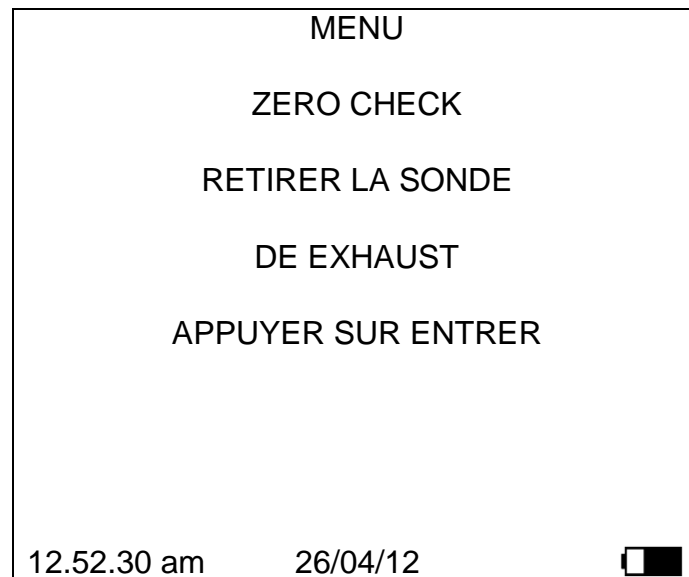 MENU
ZERO CHECK
RETIRER LA SONDE
DE EXHAUST
APPUYER SUR ENTRER
12.52.30 am 26/04/12